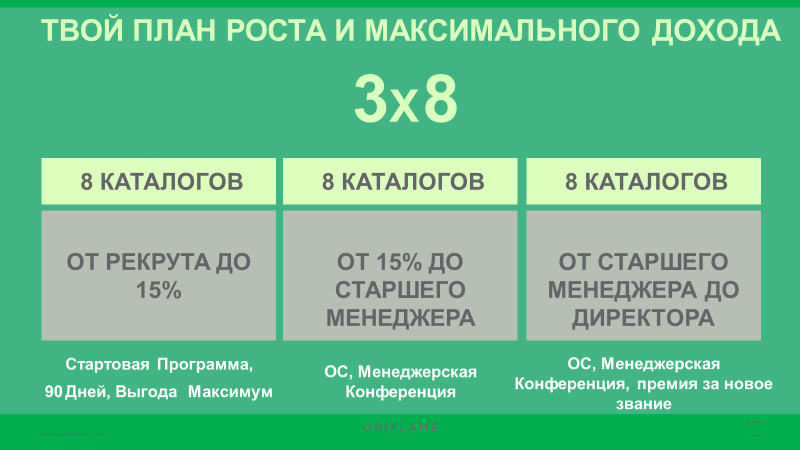 ТВОЙ ПЛАН РОСТА И МАКСИМАЛЬНОГО ДОХОДА
3х8
8 КАТАЛОГОВ
ОТ РЕКРУТА ДО
15%
Стартовая Программа,
90 Дней, Выгода Максимум
8 КАТАЛОГОВ
ОТ 15% ДО
СТАРШЕГО
МЕНЕДЖЕРА
ОС, Менеджерская
Конференция
8 КАТАЛОГОВ
ОТ СТАРШЕГО
МЕНЕДЖЕРА ДО
ДИРЕКТОРА
ОС, Менеджерская
Конференция, премия за новое
звание
ORIFLAME